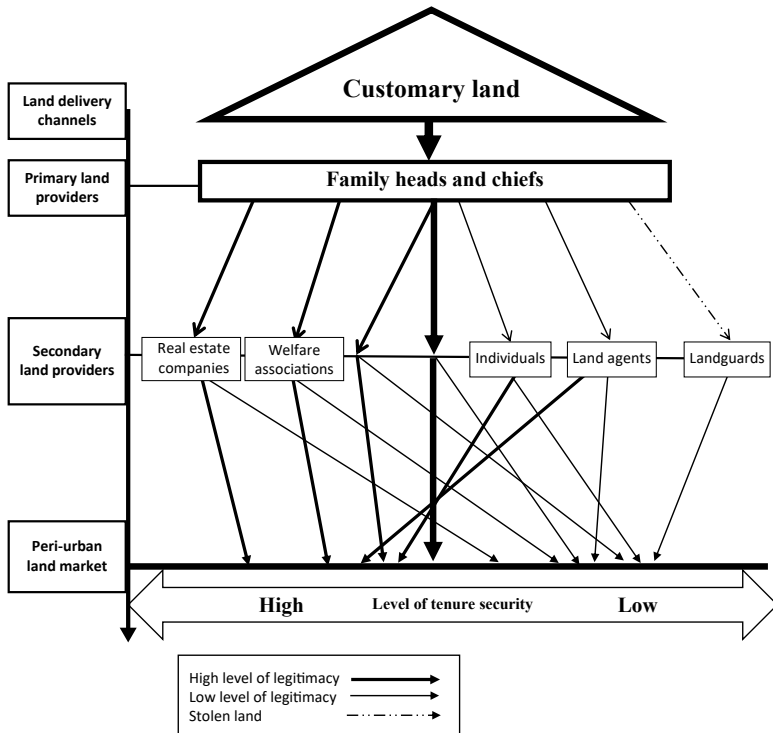 Customary land
Land delivery
channels
Primary land
providers
Family heads and chiefs
Secondary
land providers
Real estate
companies
Welfare
associations
Individuals
Land agents
Landguards
Peri-urban
land market
High
Level of tenure security
Low
High level of legitimacy
Low level of legitimacy
Stolen land